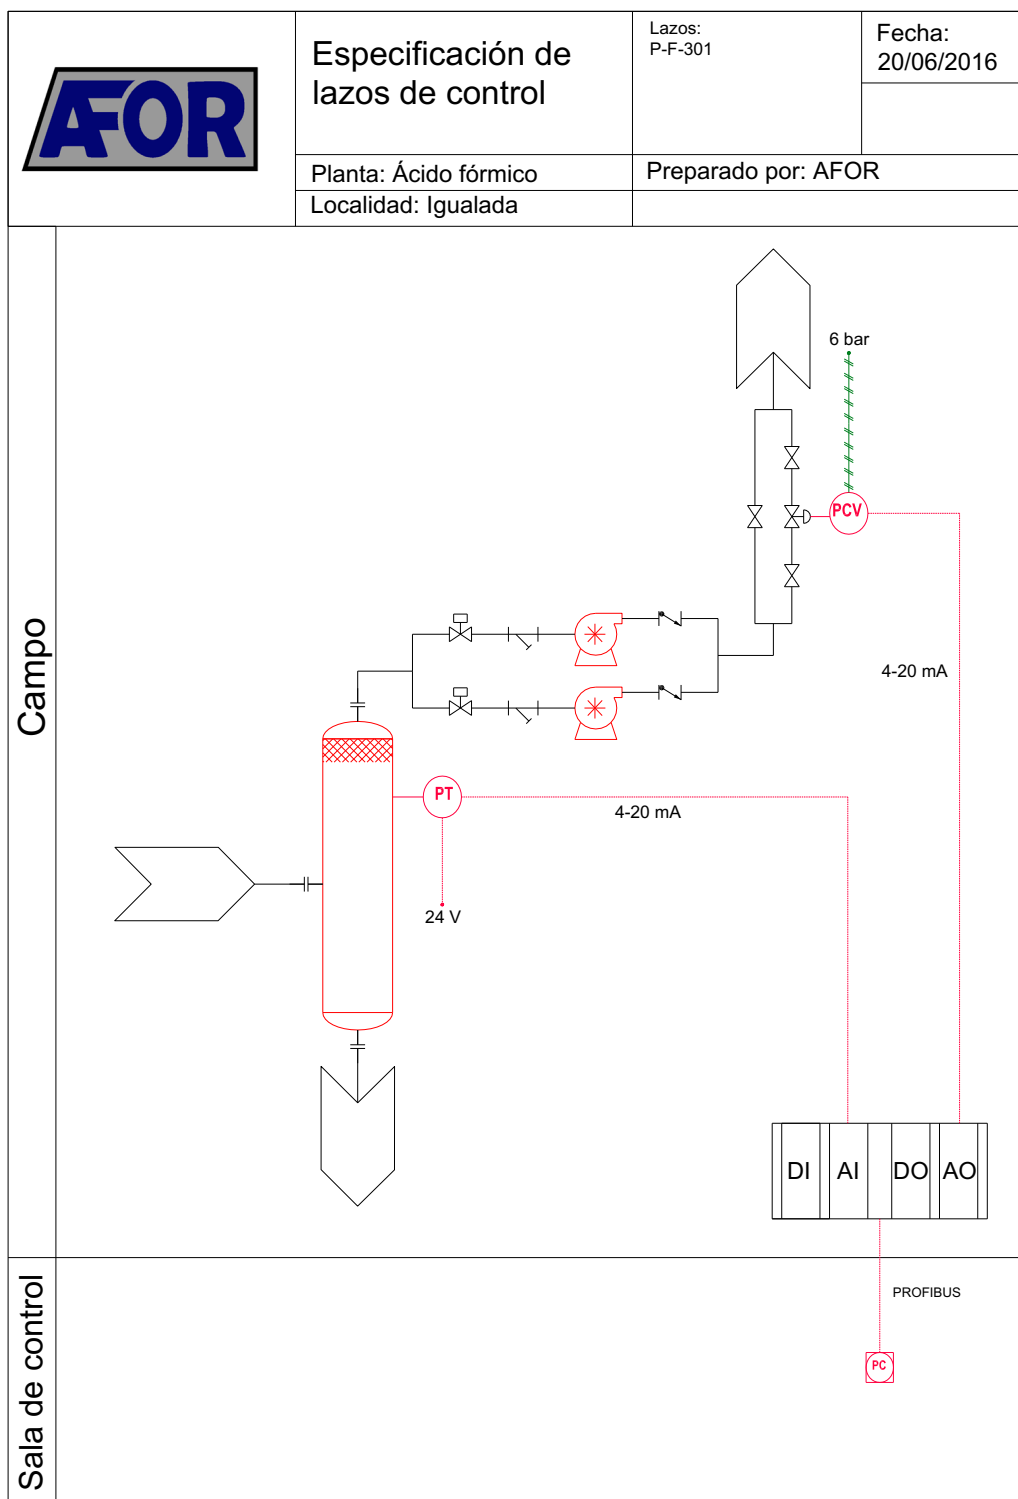 AFOR
Especificación de
lazos de control
Lazos:
P-F-301
Fecha:
20/06/2016
Planta: Ácido fórmico
Preparado por: AFOR
Localidad: Igualada
Campo
6 bar
PCV
4-20 mA
PT
4-20 mA
24 V
DI
AI
DO
AO
Sala de control
PROFIBUS
PC